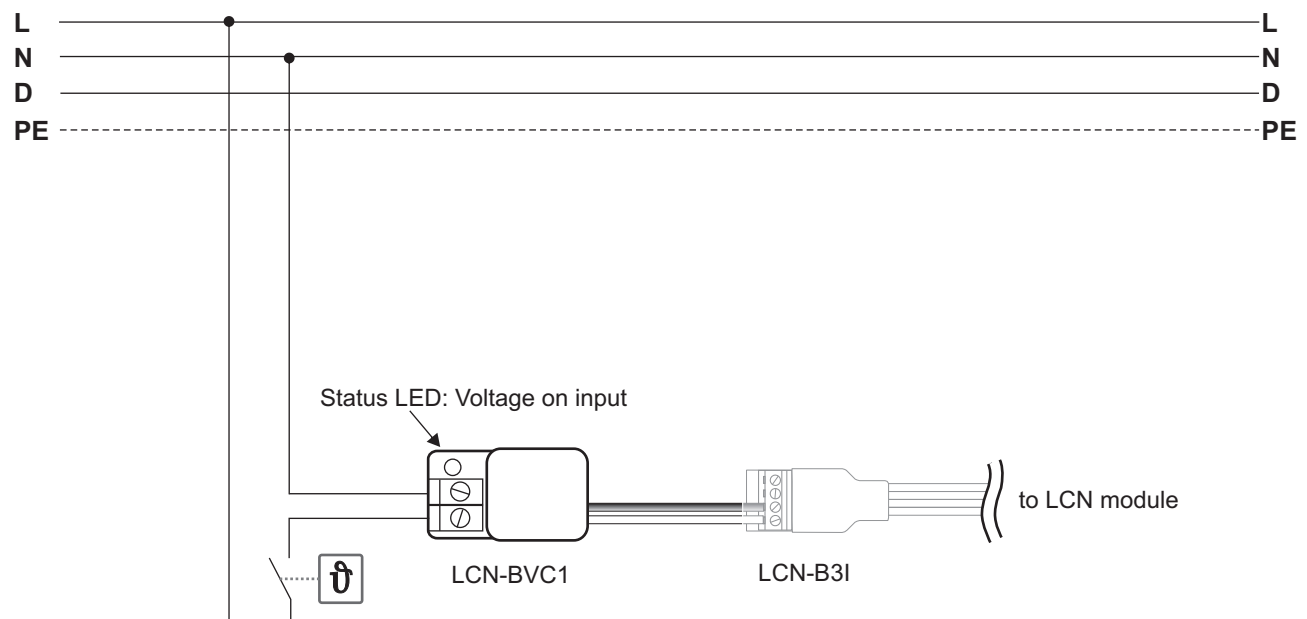 L L
N N
D D
PE PE
Status LED: Voltage on input
to LCN module
ϑ
LCN-BVC1 LCN-B3I